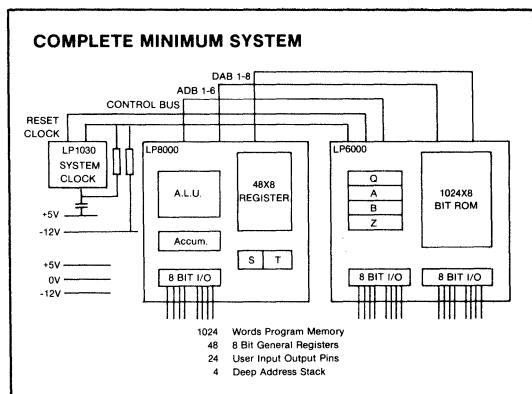 COMPLETE MINIMUM SYSTEM
DAB 1-8
ADB 1-6
CONTROL BUS
RESET
CLOCK
LP1030
SYSTEM
CLOCK
LP8000
LP6000
A.L.U.
48X8
REGISTER
Q
A
B
Z
1024X8
BIT ROM
+5V
-12V
Accum.
S T
+5V
0V
-12V
8 BIT I/O
8 BIT I/O
8 BIT I/O
1024 Words Program Memory
48 8 Bit General Registers
24 User Input Output Pins
4 Deep Address Stack